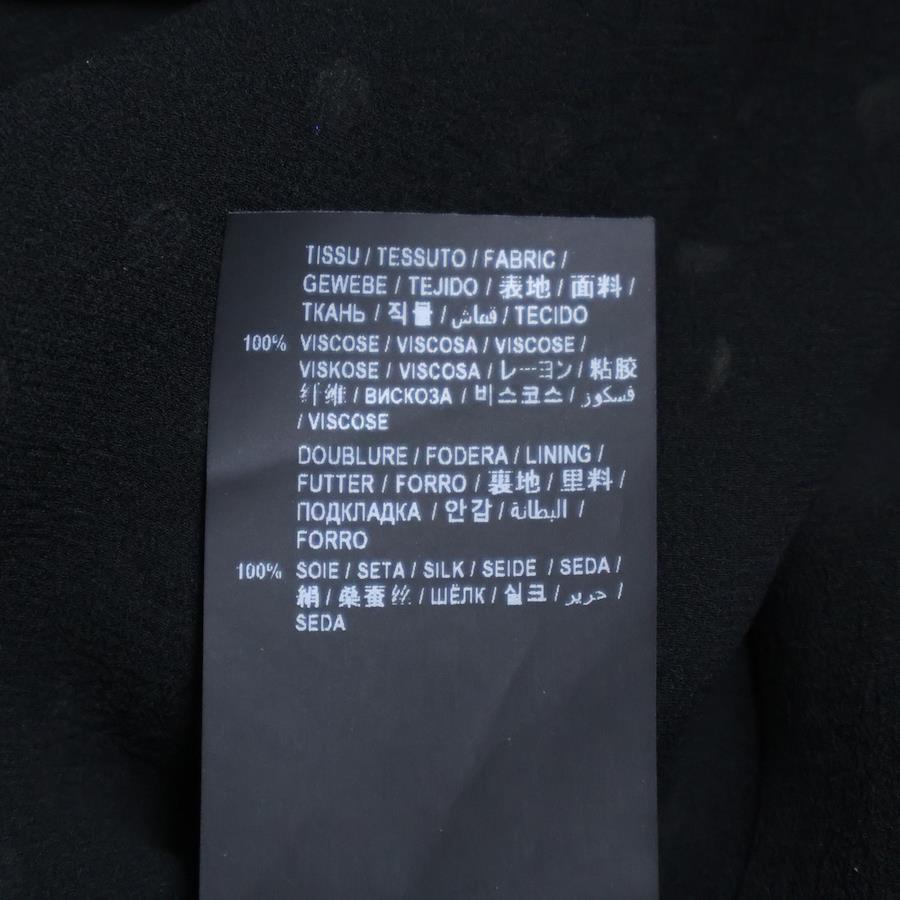 TISSU / TESSUTO / FABRIC /
GEWEBE / TEJIDO / 表地 / 面料 /
ТКАНЬ / 직물 / قماش / TECIDO
100% VISCOSE / VISCOSA / VISCOSE /
VISKOSE / VISCOSA / レーヨン / 粘胶
纤维 / ВИСКОЗА / 비스코스 / فسكوز
/ VISCOSE
DOUBLURE / FODERA / LINING /
FUTTER / FORRO / 裏地 / 里料 /
ПОДКЛАДКА / 안감 / البطانة /
FORRO
100% SOIE / SETA / SILK / SEIDE / SEDA /
絹 / 桑蚕丝 / ШЁЛК / 실크 / حرير /
SEDA